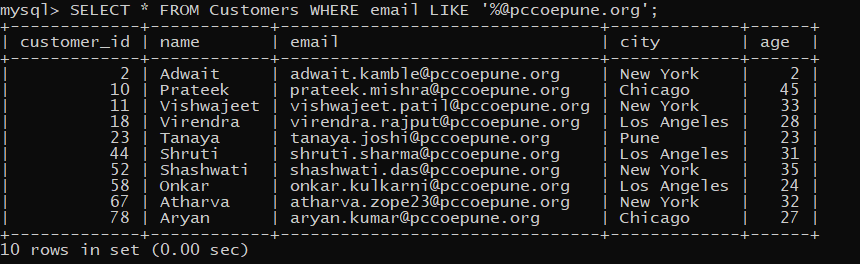 mysql> SELECT * FROM Customers WHERE email LIKE '%@pccoepune.org';
+-------------+------------+--------------------------------+-------------+------+
| customer_id | name       | email                          | city        | age  |
+-------------+------------+--------------------------------+-------------+------+
|           2 | Adwait     | adwait.kamble@pccoepune.org    | New York    |    2 |
|          10 | Prateek    | prateek.mishra@pccoepune.org   | Chicago     |   45 |
|          11 | Vishwajeet | vishwajeet.patil@pccoepune.org | New York    |   33 |
|          18 | Virendra   | virendra.rajput@pccoepune.org  | Los Angeles |   28 |
|          23 | Tanaya     | tanaya.joshi@pccoepune.org     | Pune        |   23 |
|          44 | Shruti     | shruti.sharma@pccoepune.org    | Los Angeles |   31 |
|          52 | Shashwati  | shashwati.das@pccoepune.org    | New York    |   35 |
|          58 | Onkar      | onkar.kulkarni@pccoepune.org   | Los Angeles |   24 |
|          67 | Atharva    | atharva.zope23@pccoepune.org   | New York    |   32 |
|          78 | Aryan      | aryan.kumar@pccoepune.org      | Chicago     |   27 |
+-------------+------------+--------------------------------+-------------+------+
10 rows in set (0.00 sec)